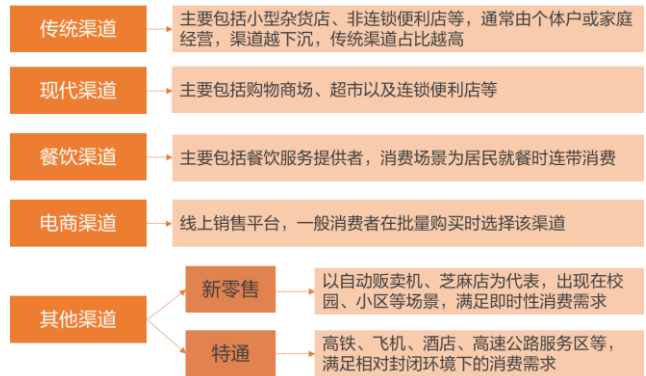 传统渠道
主要包括小型杂货店、非连锁便利店等，通常由个体户或家庭
经营，渠道越下沉，传统渠道占比越高
现代渠道
主要包括购物商场、超市以及连锁便利店等
餐饮渠道
主要包括餐饮服务提供者，消费场景为居民就餐时连带消费
电商渠道
线上销售平台，一般消费者在批量购买时选择该渠道
其他渠道
新零售
以自动贩卖机、芝麻店为代表，出现在校
园、小区等场景，满足即时性消费需求
特通
高铁、飞机、酒店、高速公路服务区等，
满足相对封闭环境下的消费需求